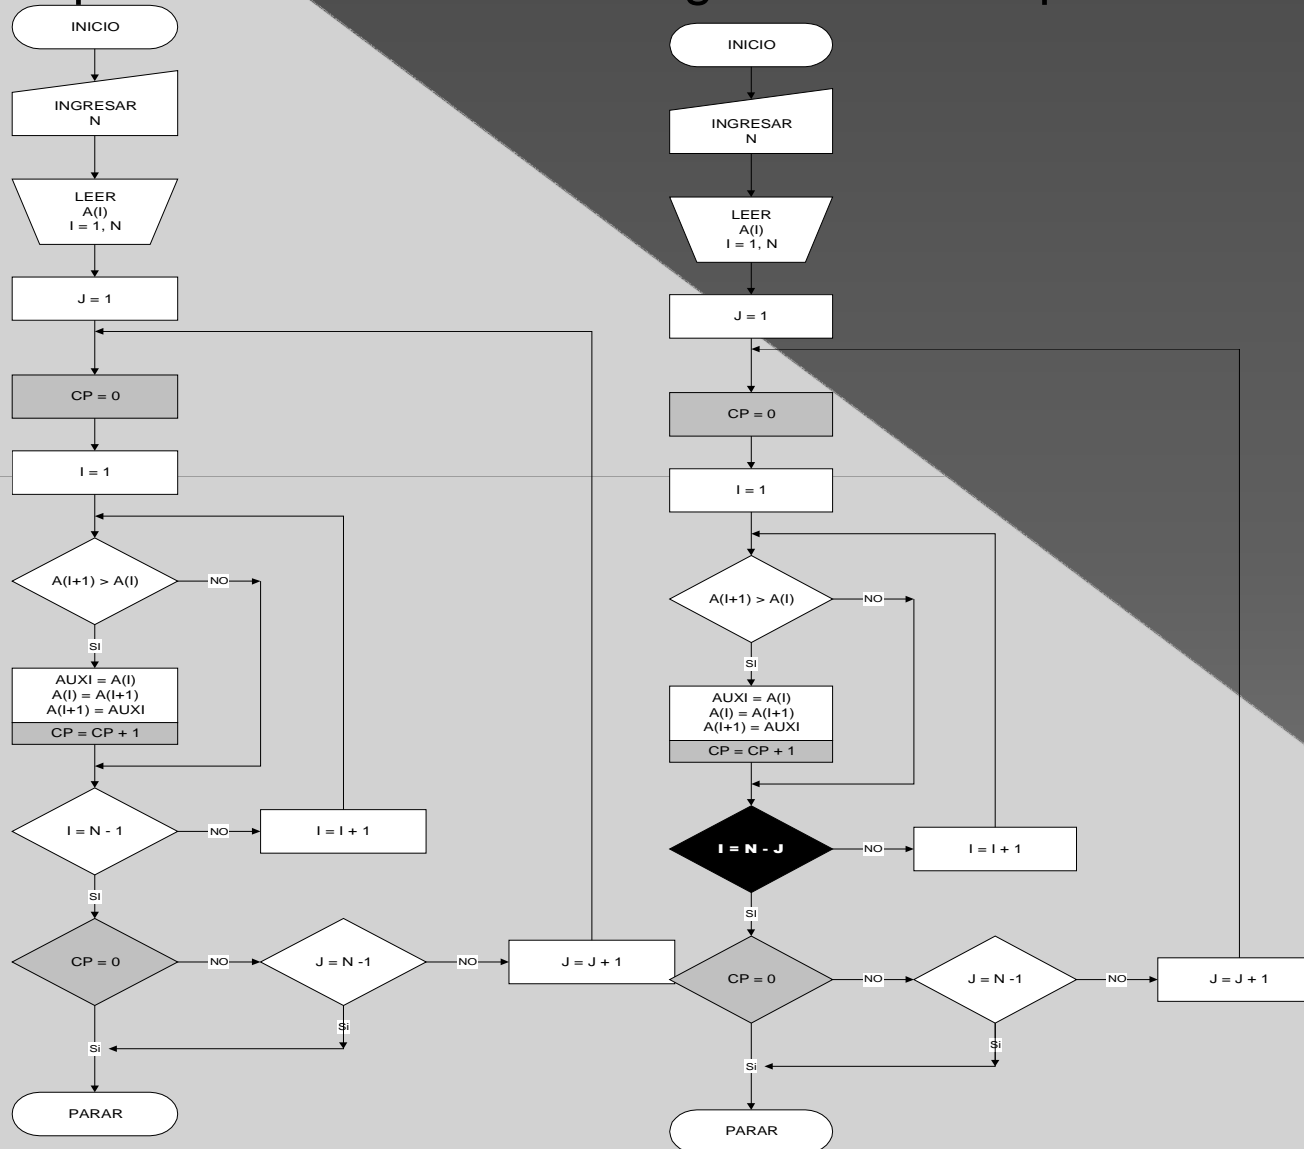 INICIO
INGRESAR
N
LEER
A(I)
I = 1, N
J = 1
CP = 0
I = 1
A(I+1) > A(I)
NO
SI
AUXI = A(I)
A(I) = A(I+1)
A(I+1) = AUXI
CP = CP + 1
I = N - 1
NO
I = I + 1
SI
CP = 0
NO
J = N -1
NO
J = J + 1
Si
Si
PARAR
INICIO
INGRESAR
N
LEER
A(I)
I = 1, N
J = 1
CP = 0
I = 1
A(I+1) > A(I)
NO
SI
AUXI = A(I)
A(I) = A(I+1)
A(I+1) = AUXI
CP = CP + 1
I = N - J
NO
I = I + 1
SI
CP = 0
NO
J = N -1
NO
J = J + 1
Si
Si
PARAR